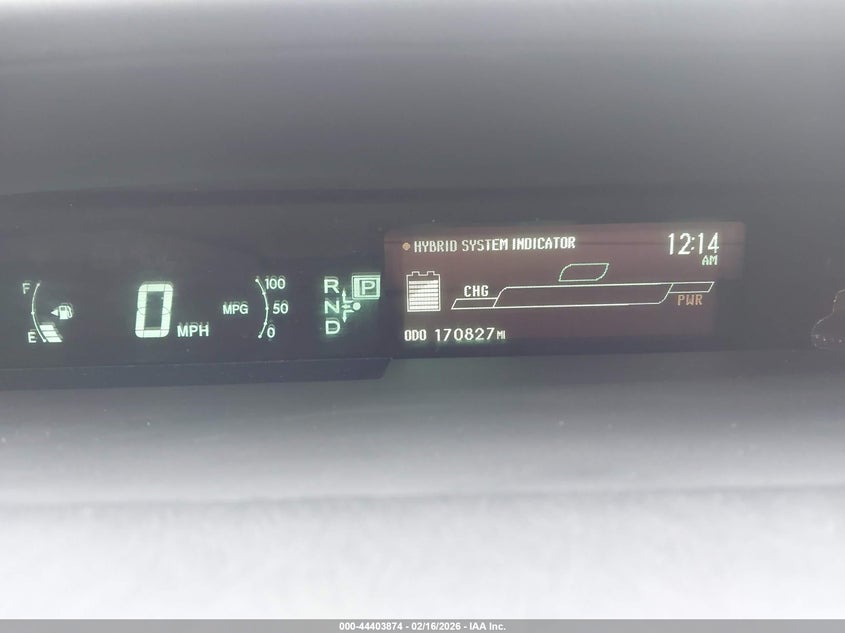 HYBRID SYSTEM INDICATOR 12:14
AM
F
E
0 MPH
MPG 100
50
0
R P
N
D
CHG
PWR
ODO 170827 MI
000-44403874 - 02/16/2026 - IAA Inc.